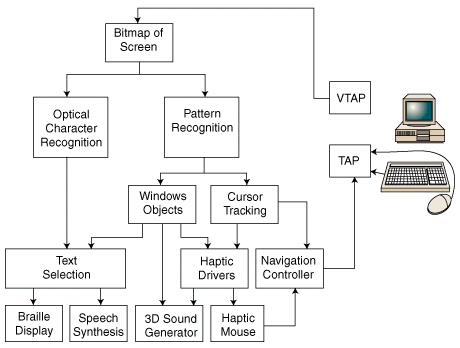 Bitmap of
Screen
VTAP
Optical
Character
Recognition
Pattern
Recognition
TAP
Windows
Objects
Cursor
Tracking
Text
Selection
Haptic
Drivers
Navigation
Controller
Braille
Display
Speech
Synthesis
3D Sound
Generator
Haptic
Mouse